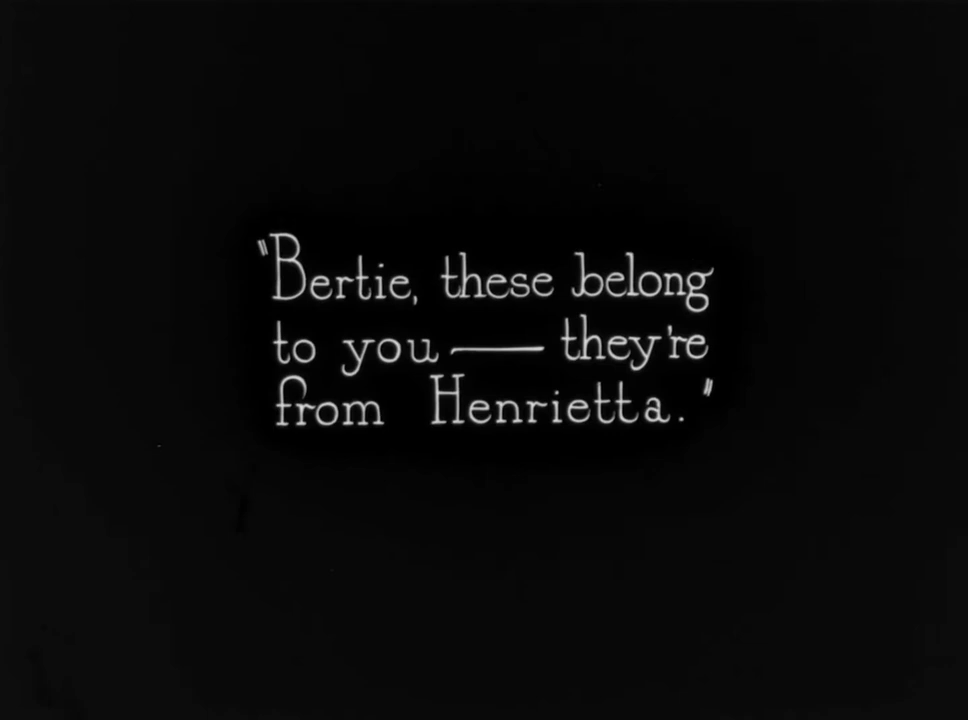 "Bertie, these belong
to you — they're
from Henrietta."